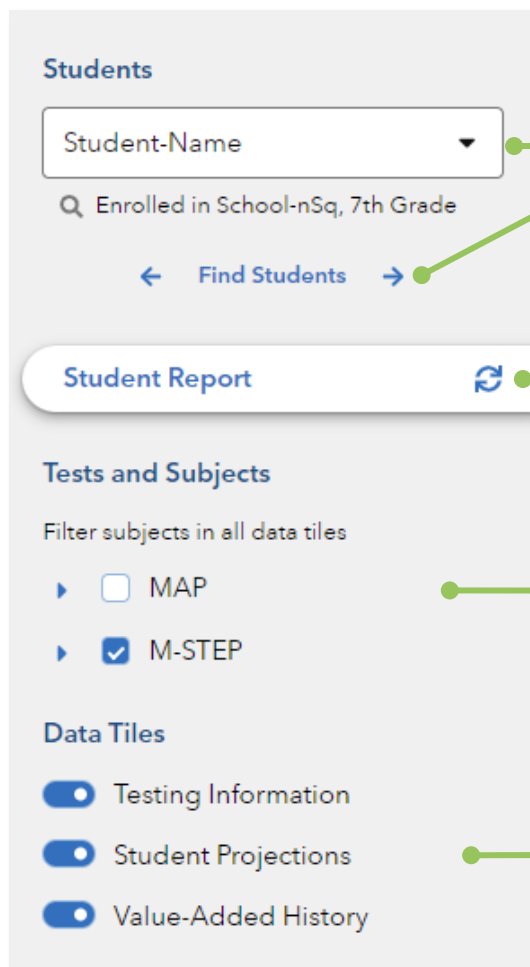 Students
Student-Name
Enrolled in School-nSq, 7th Grade
Find Students
Student Report
Tests and Subjects
Filter subjects in all data tiles
MAP
M-STEP
Data Tiles
Testing Information
Student Projections
Value-Added History